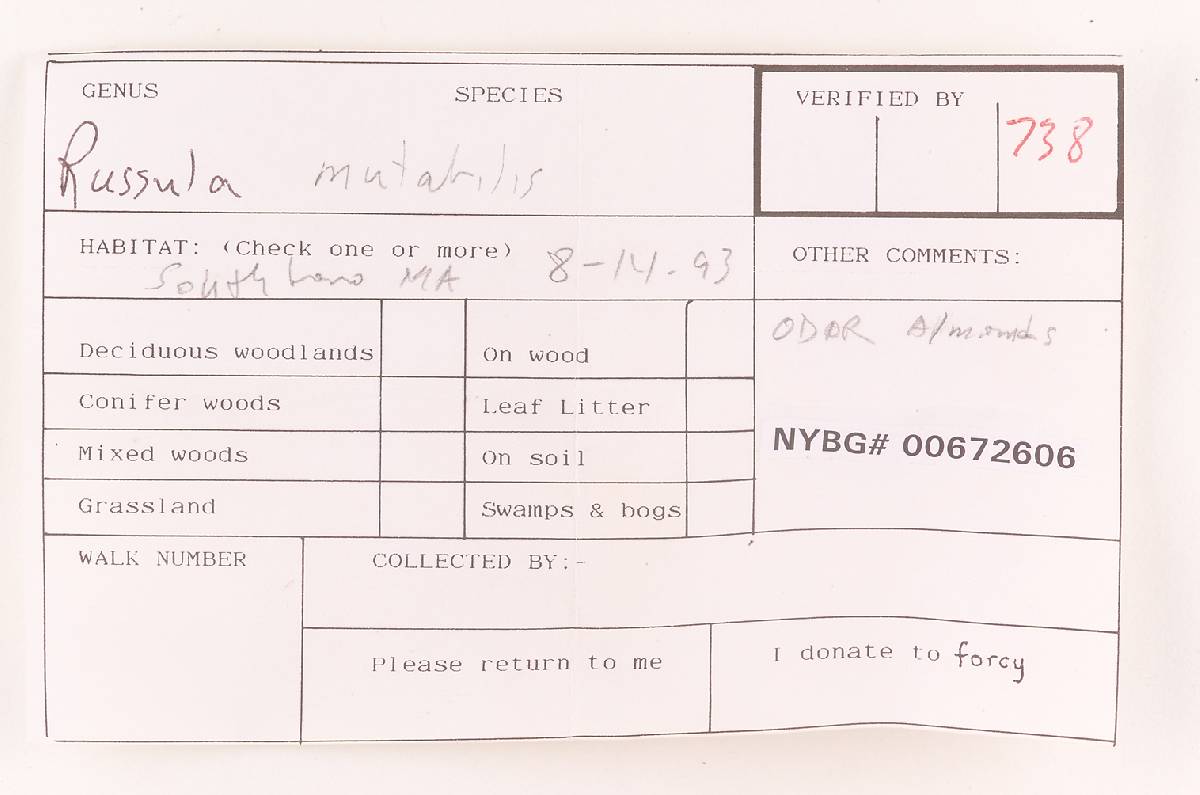 GENUS SPECIES
Russula mutabilis
VERIFIED BY
738
HABITAT: (Check one or more)
Southboro MA 8-14-93
OTHER COMMENTS:
ODOR Almonds
Deciduous woodlands On wood
Conifer woods Leaf Litter
Mixed woods On soil
Grassland Swamps & bogs
NYBG# 00672606
WALK NUMBER
COLLECTED BY:-
Please return to me
I donate to forcy